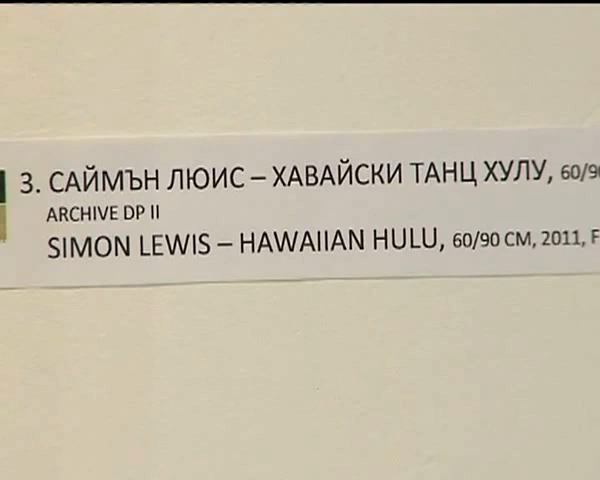 3. САЙМЪН ЛЮИС – ХАВАЙСКИ ТАНЦ ХУЛУ, 60/90
ARCHIVE DP II
SIMON LEWIS – HAWAIIAN HULU, 60/90 CM, 2011, F